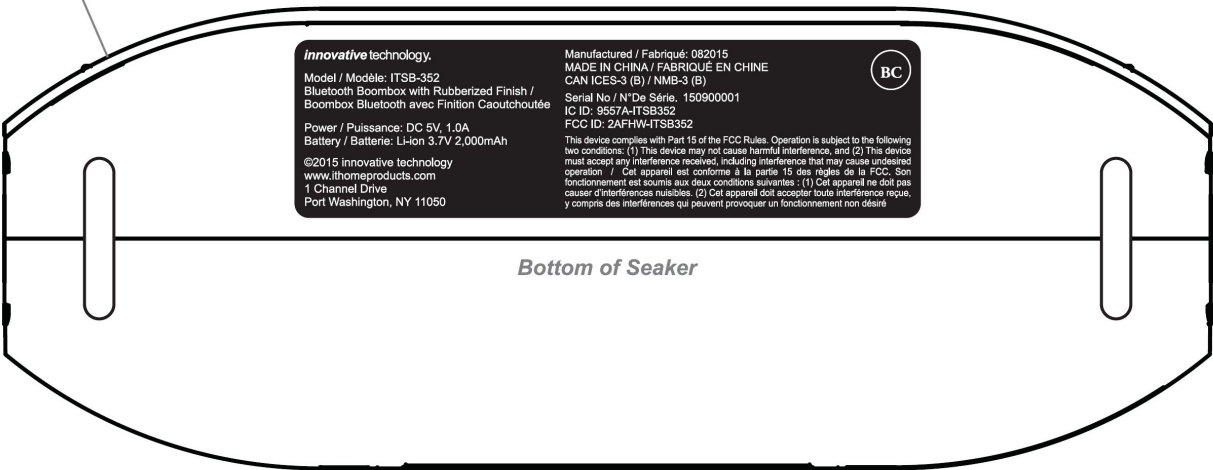 innovative technology.
Model / Modèle: ITSB-352
Bluetooth Boombox with Rubberized Finish /
Boombox Bluetooth avec Finition Caoutchoutée
Power / Puissance: DC 5V, 1.0A
Battery / Batterie: Li-ion 3.7V 2,000mAh
©2015 innovative technology
www.ithomeproducts.com
1 Channel Drive
Port Washington, NY 11050
Manufactured / Fabriqué: 082015
MADE IN CHINA / FABRIQUÉ EN CHINE
CAN ICES-3 (B) / NMB-3 (B)
Serial No / N°De Série. 150900001
IC ID: 9557A-ITSB352
FCC ID: 2AFHW-ITSB352
This device complies with Part 15 of the FCC Rules. Operation is subject to the following
two conditions: (1) This device may not cause harmful interference, and (2) This device
must accept any interference received, including interference that may cause undesired
operation / Cet appareil est conforme à la partie 15 des règles de la FCC. Son
fonctionnement est soumis aux deux conditions suivantes : (1) Cet appareil ne doit pas
causer d'interférences nuisibles. (2) Cet appareil doit accepter toute interférence reçue,
y compris des interférences qui peuvent provoquer un fonctionnement non désiré
BC
Bottom of Seaker